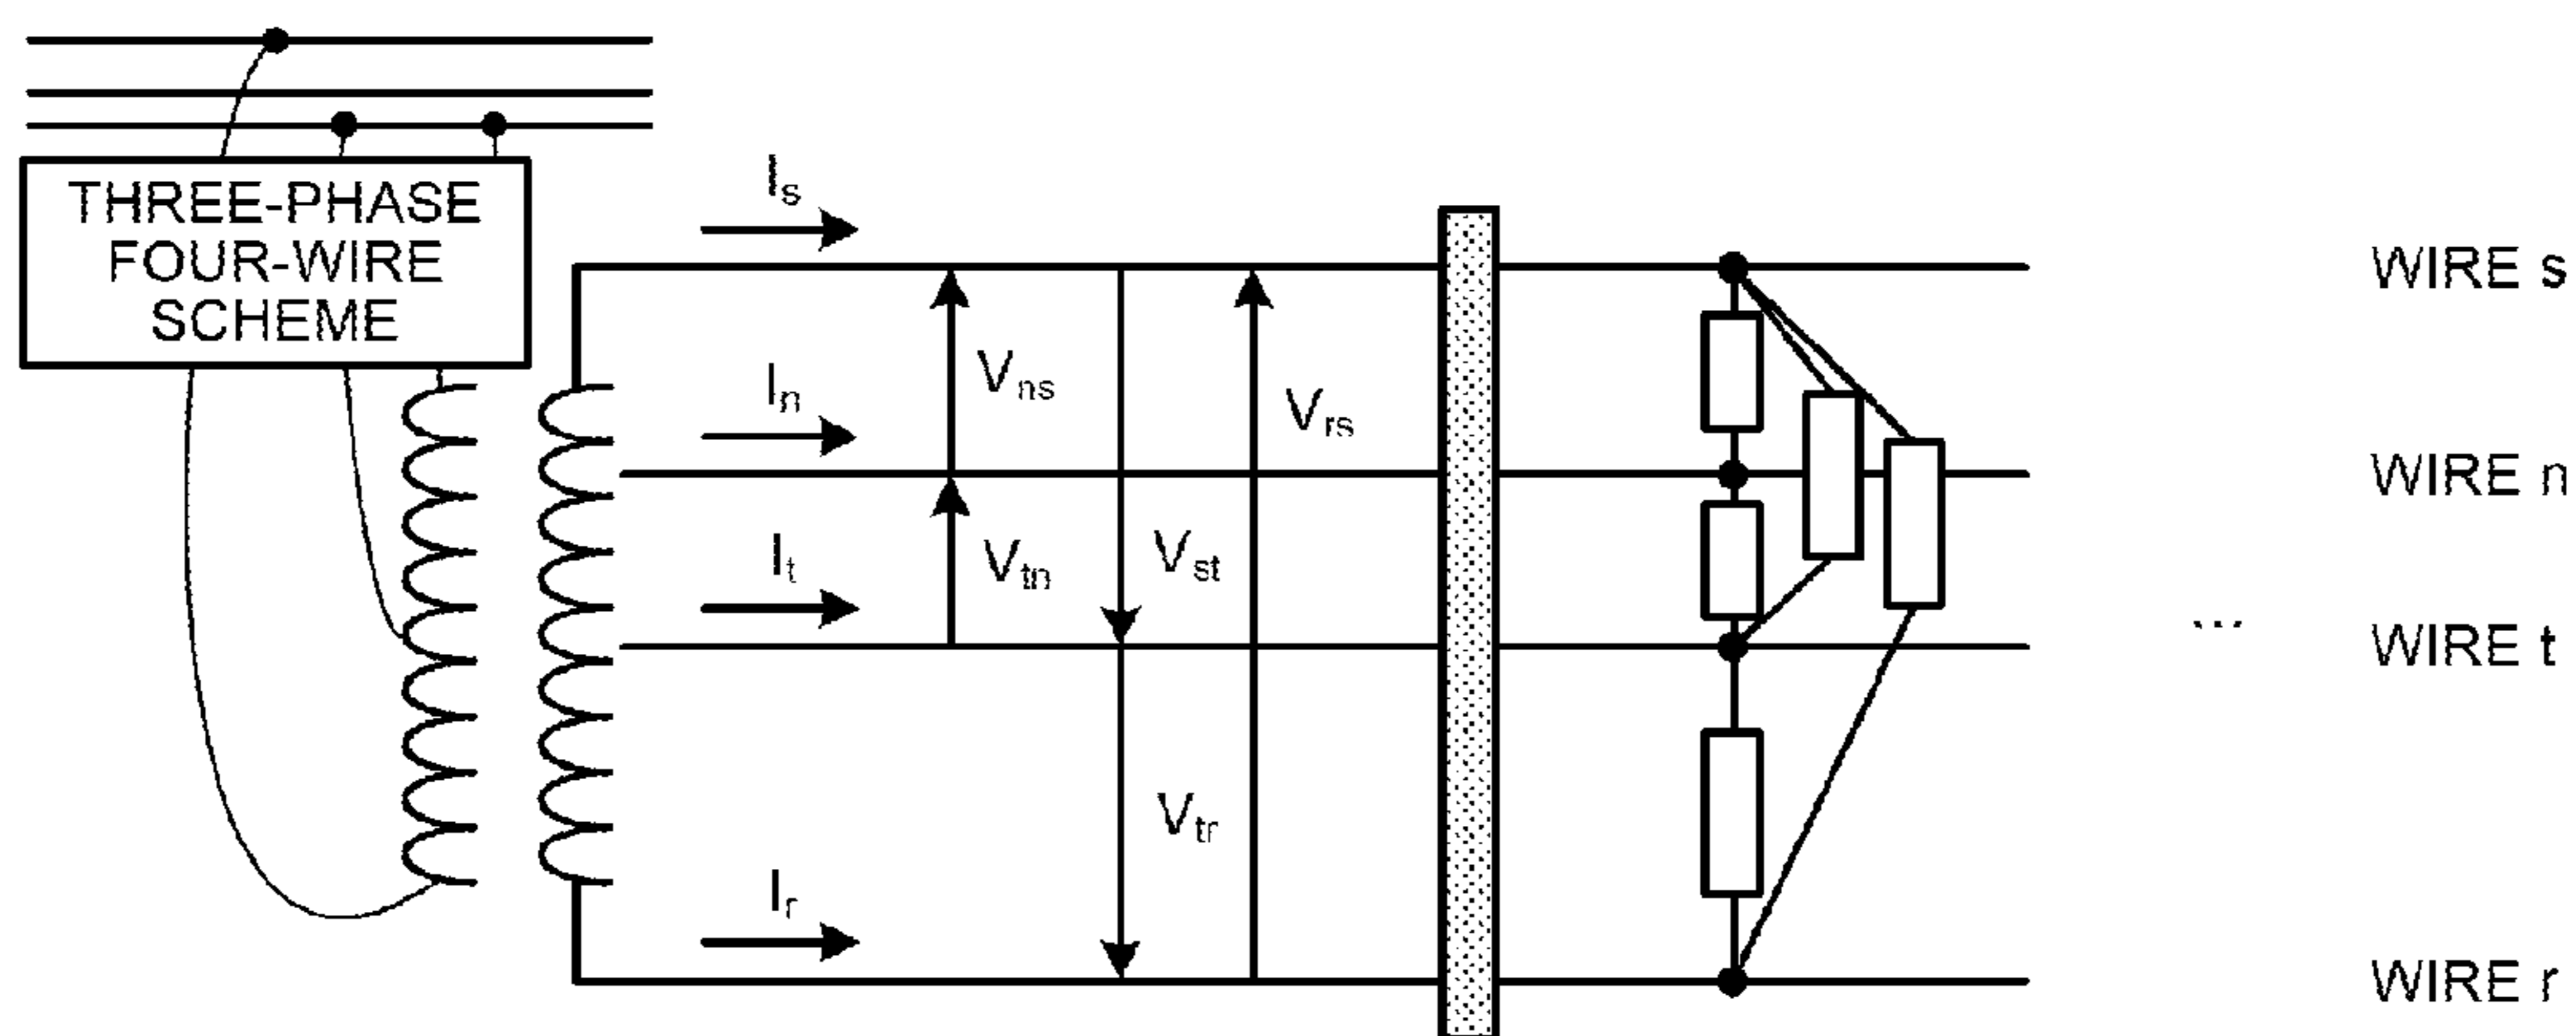 THREE-PHASE
FOUR-WIRE
SCHEME
Is
In
It
Ir
Vns
Vtn
Vst
Vtr
Vrs
...
WIRE s
WIRE n
WIRE t
WIRE r